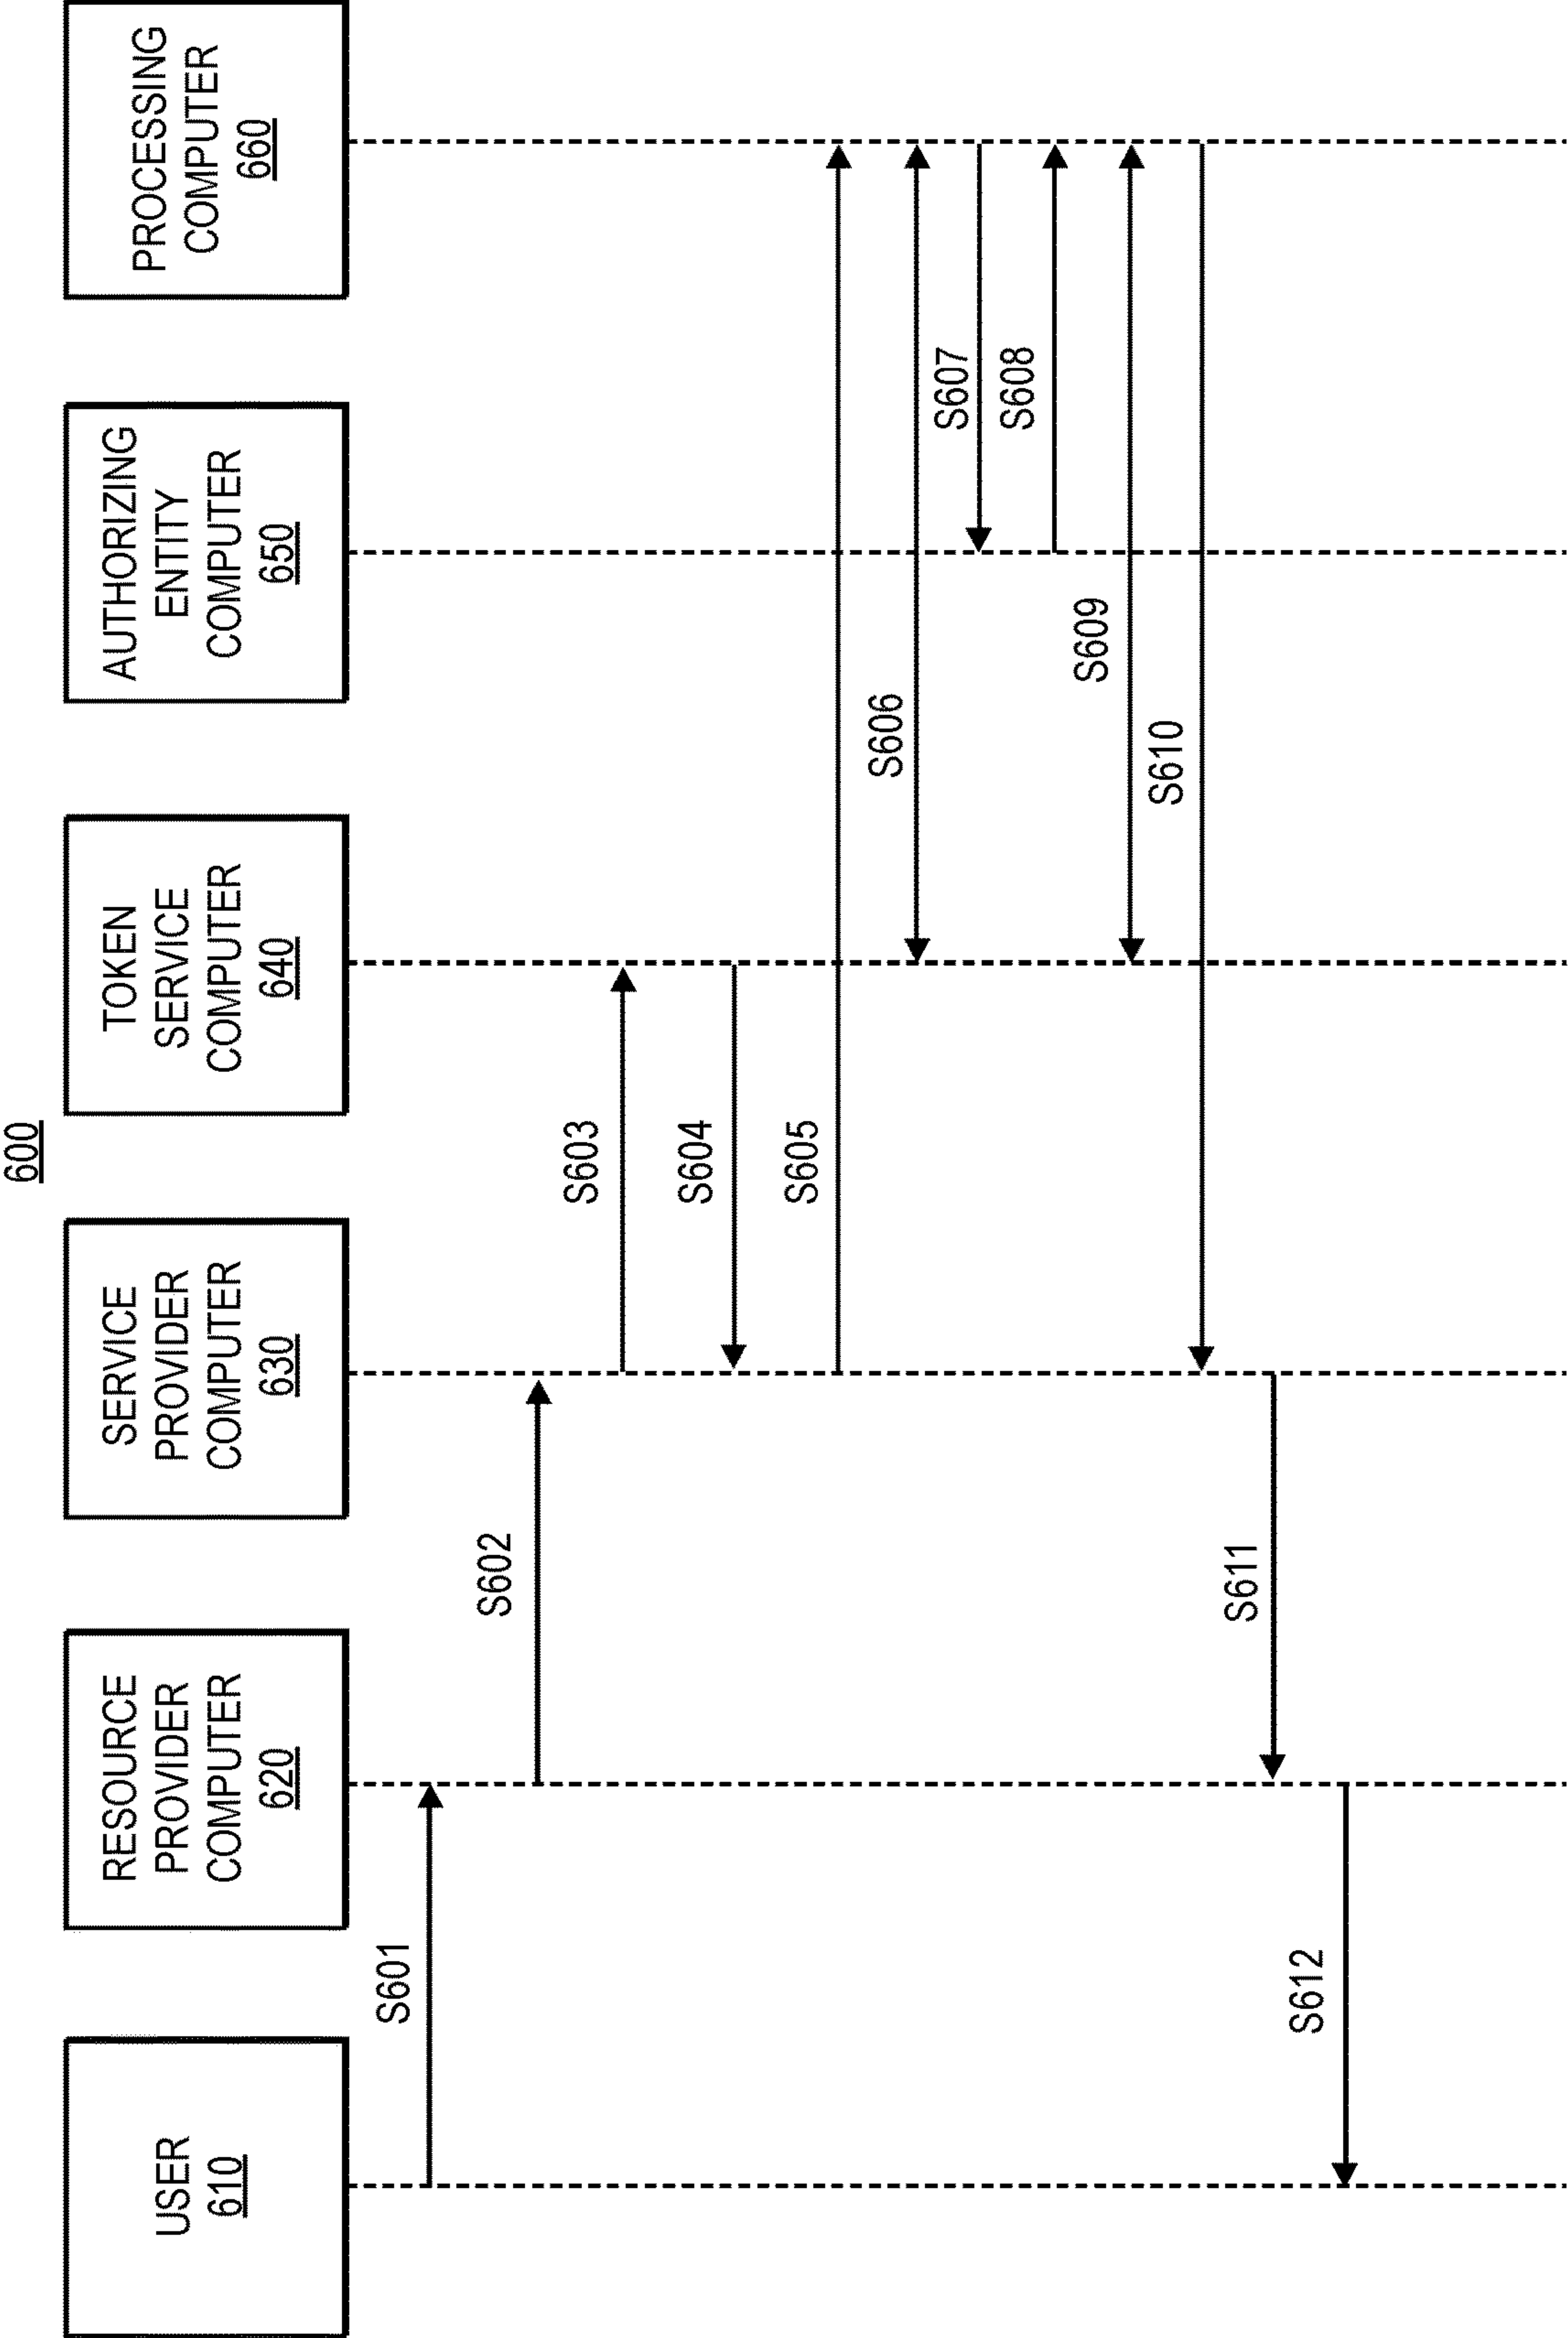 600
USER
610
RESOURCE
PROVIDER
COMPUTER
620
SERVICE
PROVIDER
COMPUTER
630
TOKEN
SERVICE
COMPUTER
640
AUTHORIZING
ENTITY
COMPUTER
650
PROCESSING
COMPUTER
660
S601
S602
S603
S604
S605
S606
S607
S608
S609
S610
S611
S612